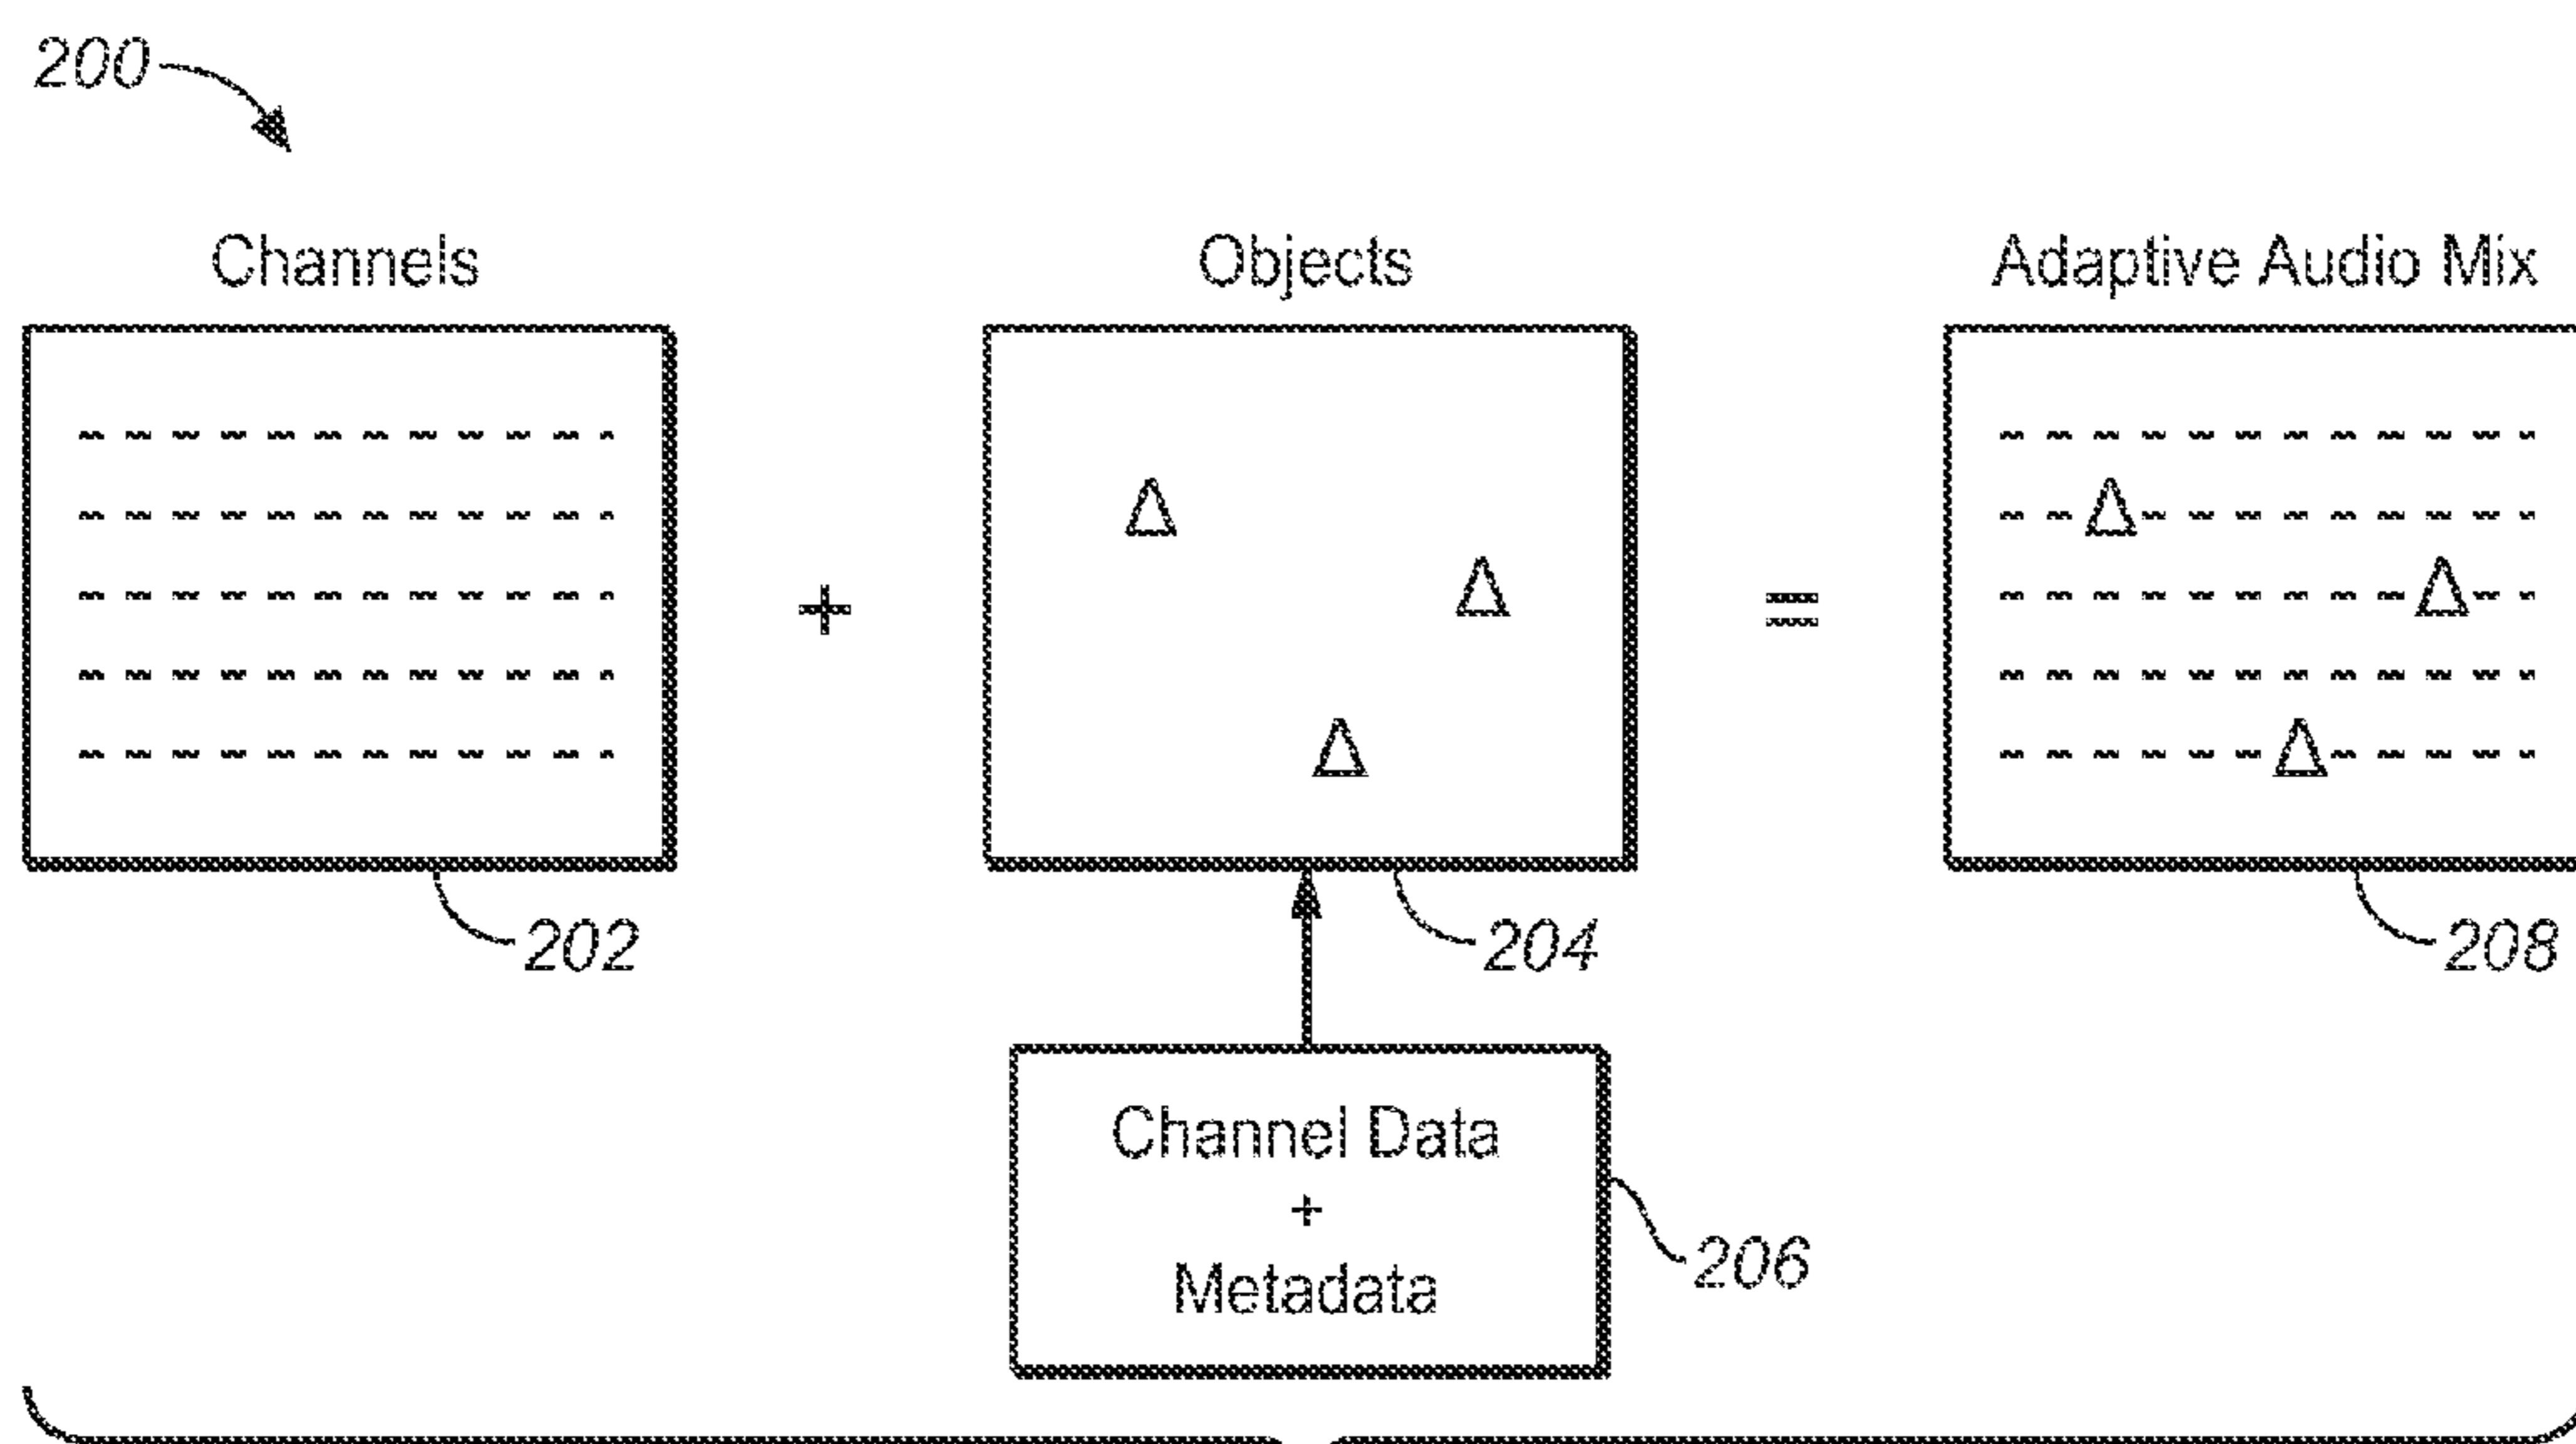 200
Channels
Objects
Adaptive Audio Mix
+
=
202
204
208
Channel Data
+
Metadata
206